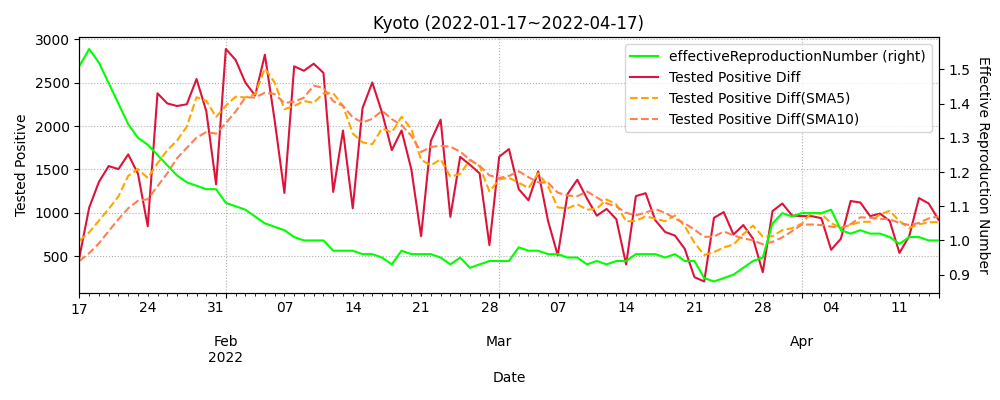 Kyoto (2022-01-17~2022-04-17)
effectiveReproductionNumber (right)
Tested Positive Diff
Tested Positive Diff(SMA5)
Tested Positive Diff(SMA10)
Tested Positive
3000
2500
2000
1500
1000
500
Effective Reproduction Number
1.5
1.4
1.3
1.2
1.1
1.0
0.9
17 24 31 07 14 21 28 07 14 21 28 04 11
Feb Mar Apr
2022
Date